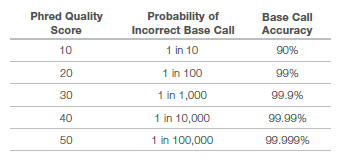 Phred Quality Score Probability of Incorrect Base Call Base Call Accuracy
10 1 in 10 90%
20 1 in 100 99%
30 1 in 1,000 99.9%
40 1 in 10,000 99.99%
50 1 in 100,000 99.999%